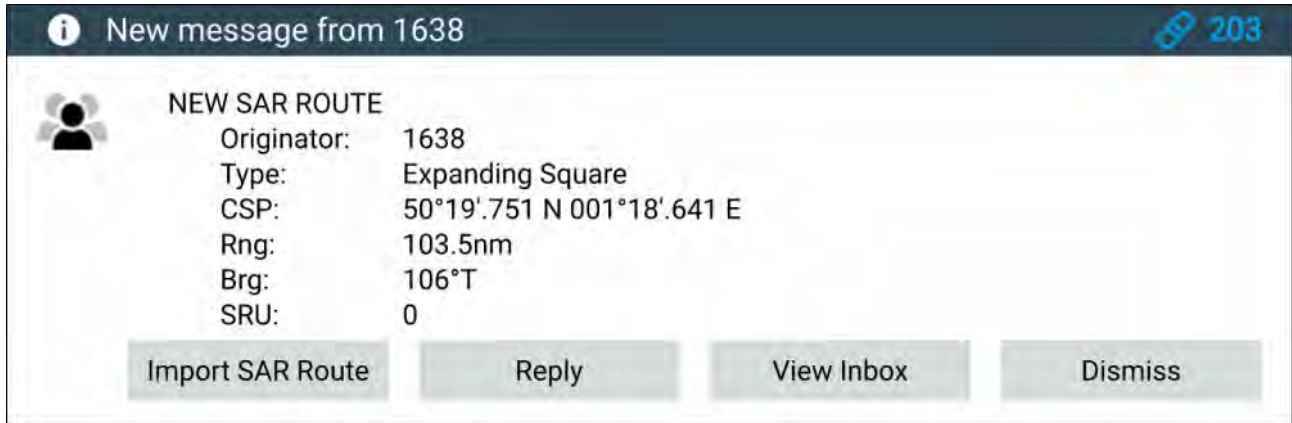 New message from 1638 203
NEW SAR ROUTE
Originator: 1638
Type: Expanding Square
CSP: 50°19'.751 N 001°18'.641 E
Rng: 103.5nm
Brg: 106°T
SRU: 0
Import SAR Route Reply View Inbox Dismiss